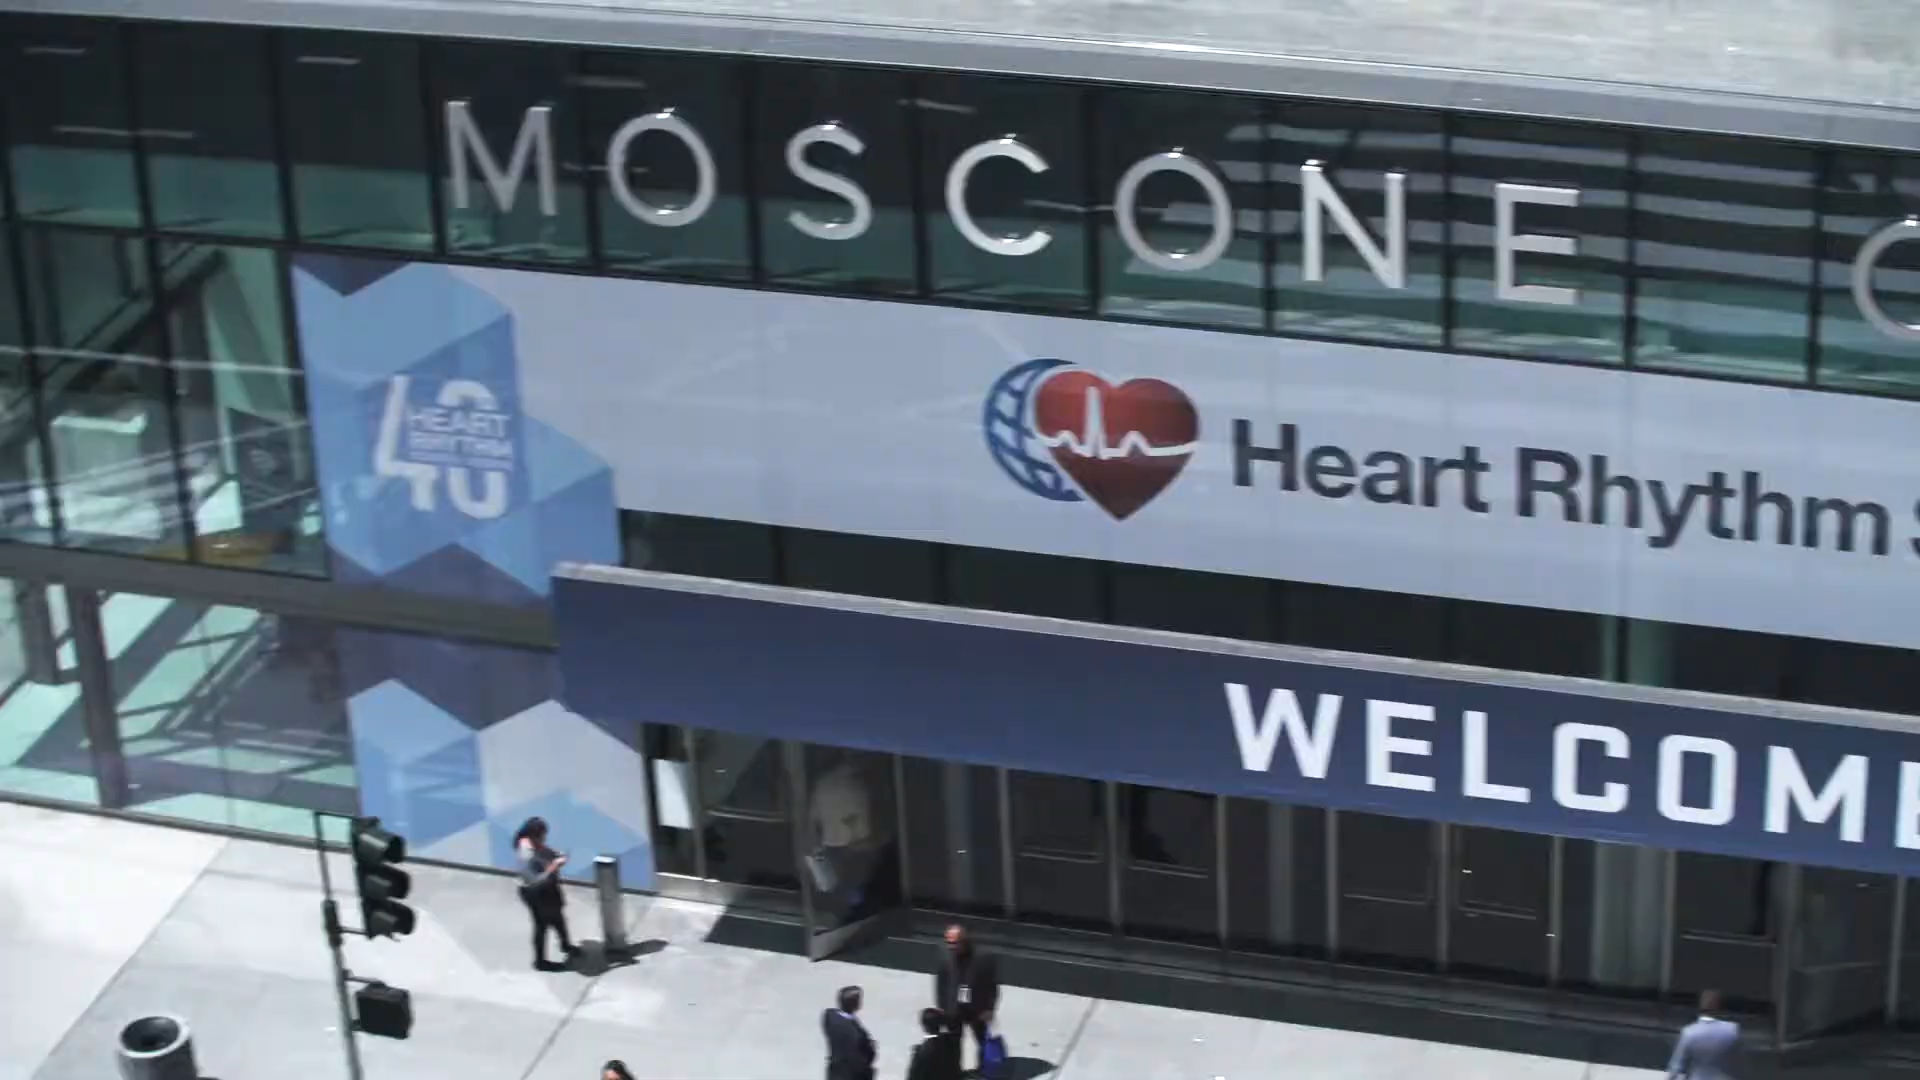 MOSCONE C
40
HEART
RHYTHM
Heart Rhythm S
WELCOME